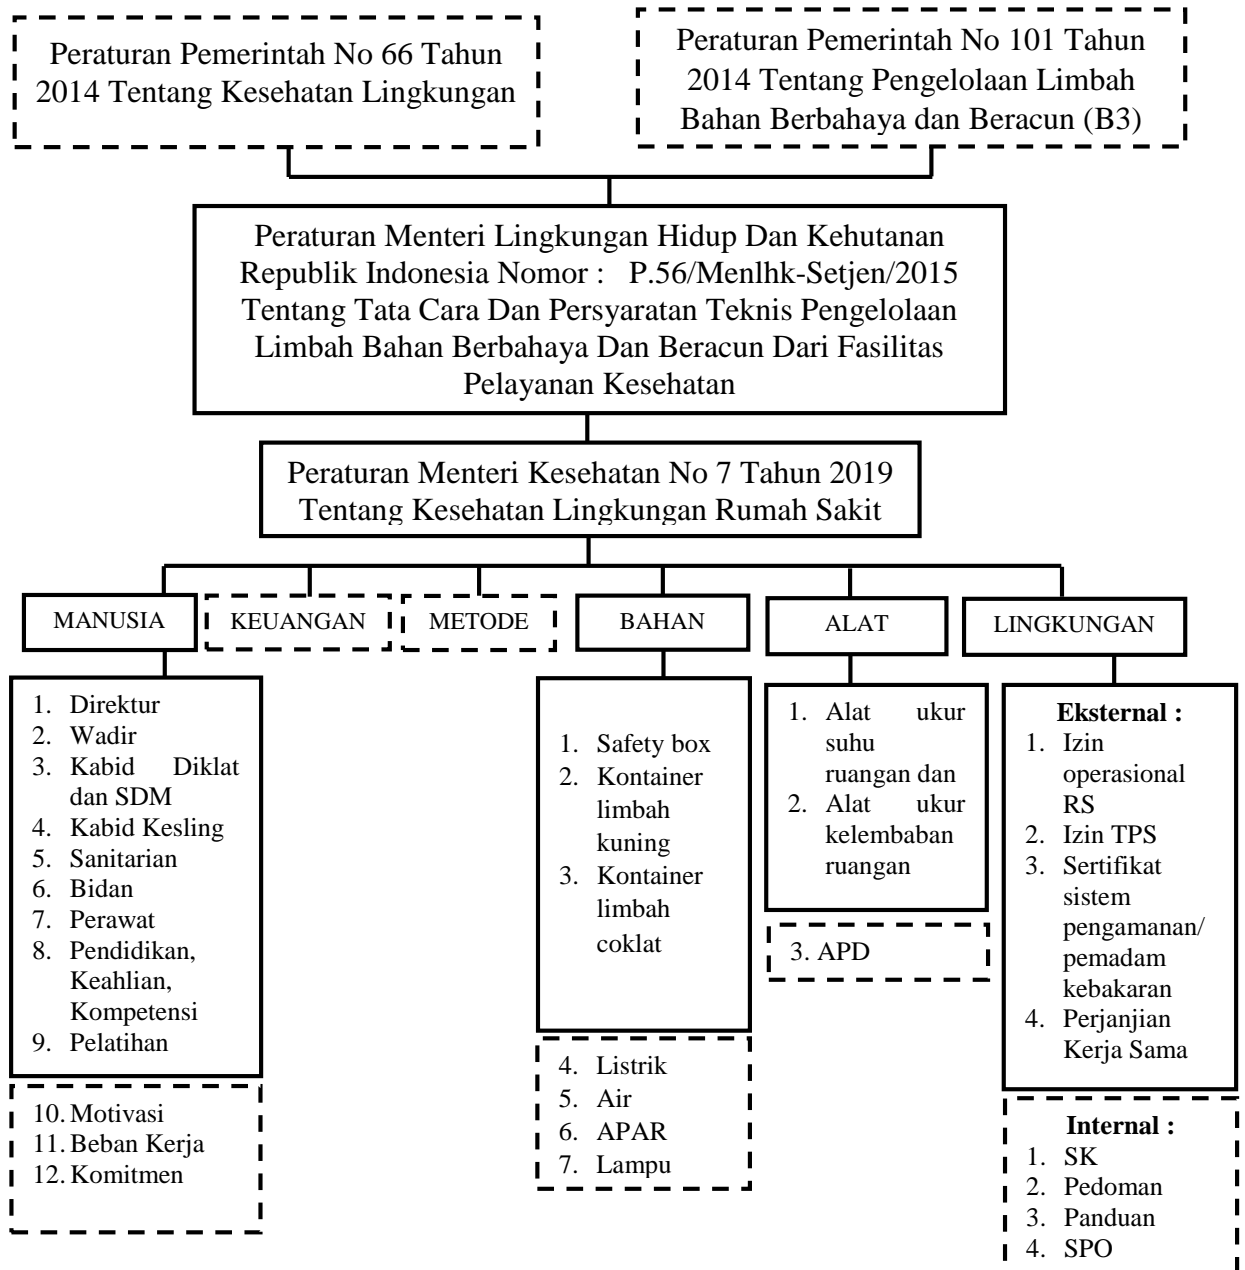 Peraturan Pemerintah No 66 Tahun
2014 Tentang Kesehatan Lingkungan
Peraturan Pemerintah No 101 Tahun
2014 Tentang Pengelolaan Limbah
Bahan Berbahaya dan Beracun (B3)
Peraturan Menteri Lingkungan Hidup Dan Kehutanan
Republik Indonesia Nomor : P.56/Menlhk-Setjen/2015
Tentang Tata Cara Dan Persyaratan Teknis Pengelolaan
Limbah Bahan Berbahaya Dan Beracun Dari Fasilitas
Pelayanan Kesehatan
Peraturan Menteri Kesehatan No 7 Tahun 2019
Tentang Kesehatan Lingkungan Rumah Sakit
MANUSIA
KEUANGAN
METODE
BAHAN
ALAT
LINGKUNGAN
1. Direktur
2. Wadir
3. Kabid Diklat
dan SDM
4. Kabid Kesling
5. Sanitarian
6. Bidan
7. Perawat
8. Pendidikan,
Keahlian,
Kompetensi
9. Pelatihan
10. Motivasi
11. Beban Kerja
12. Komitmen
1. Safety box
2. Kontainer
limbah
kuning
3. Kontainer
limbah
coklat
4. Listrik
5. Air
6. APAR
7. Lampu
1. Alat ukur
suhu
ruangan dan
2. Alat ukur
kelembaban
ruangan
3. APD
Eksternal :
1. Izin
operasional
RS
2. Izin TPS
3. Sertifikat
sistem
pengamanan/
pemadam
kebakaran
4. Perjanjian
Kerja Sama
Internal :
1. SK
2. Pedoman
3. Panduan
4. SPO